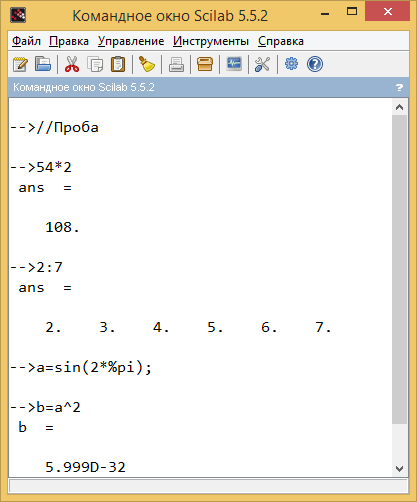 Командное окно Scilab 5.5.2
Файл Правка Управление Инструменты Справка
Командное окно Scilab 5.5.2 ?
-->//Проба
-->54*2
ans =
108.
-->2:7
ans =
2. 3. 4. 5. 6. 7.
-->a=sin(2*%pi);
-->b=a^2
b =
5.999D-32